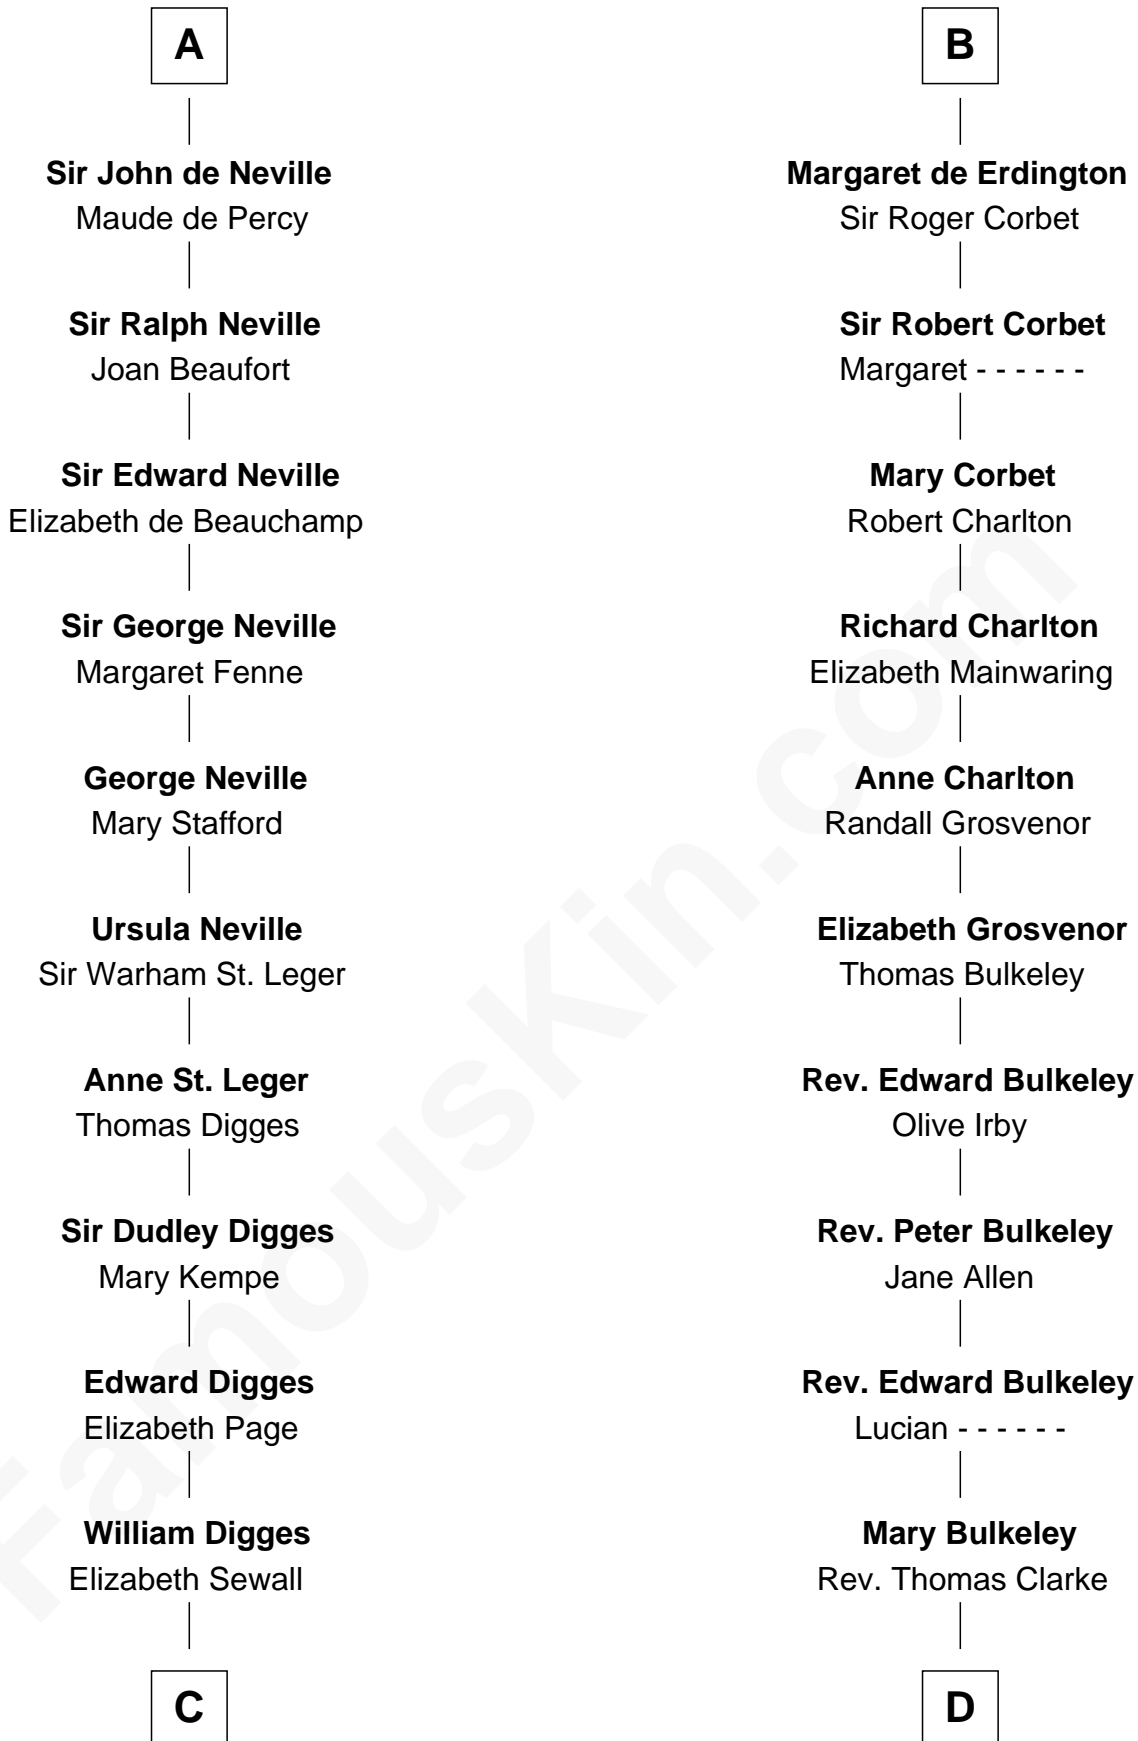 A
Sir John de Neville
Maude de Percy
Sir Ralph Neville
Joan Beaufort
Sir Edward Neville
Elizabeth de Beauchamp
Sir George Neville
Margaret Fenne
George Neville
Mary Stafford
Ursula Neville
Sir Warham St. Leger
Anne St. Leger
Thomas Digges
Sir Dudley Digges
Mary Kempe
Edward Digges
Elizabeth Page
William Digges
Elizabeth Sewall
C
B
Margaret de Erdington
Sir Roger Corbet
Sir Robert Corbet
Margaret - - - - - -
Mary Corbet
Robert Charlton
Richard Charlton
Elizabeth Mainwaring
Anne Charlton
Randall Grosvenor
Elizabeth Grosvenor
Thomas Bulkeley
Rev. Edward Bulkeley
Olive Irby
Rev. Peter Bulkeley
Jane Allen
Rev. Edward Bulkeley
Lucian - - - - - -
Mary Bulkeley
Rev. Thomas Clarke
D
FamousKin.com